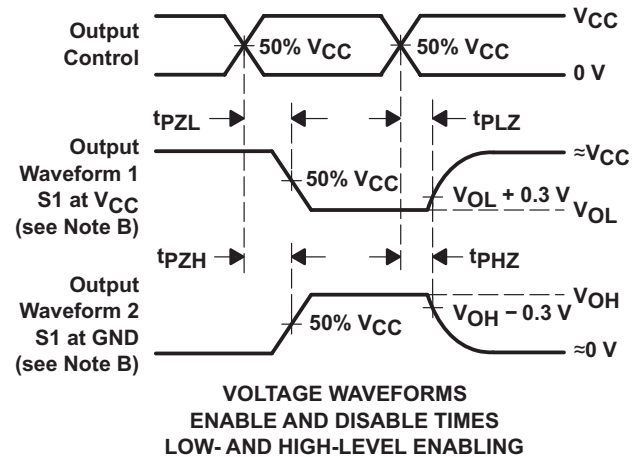 Output
Control
50% VCC
50% VCC
VCC
0 V
tPZL
tPLZ
Output
Waveform 1
S1 at VCC
(see Note B)
50% VCC
≈VCC
VOL + 0.3 V
VOL
tPZH
tPHZ
Output
Waveform 2
S1 at GND
(see Note B)
50% VCC
VOH
VOH − 0.3 V
≈0 V
VOLTAGE WAVEFORMS
ENABLE AND DISABLE TIMES
LOW- AND HIGH-LEVEL ENABLING